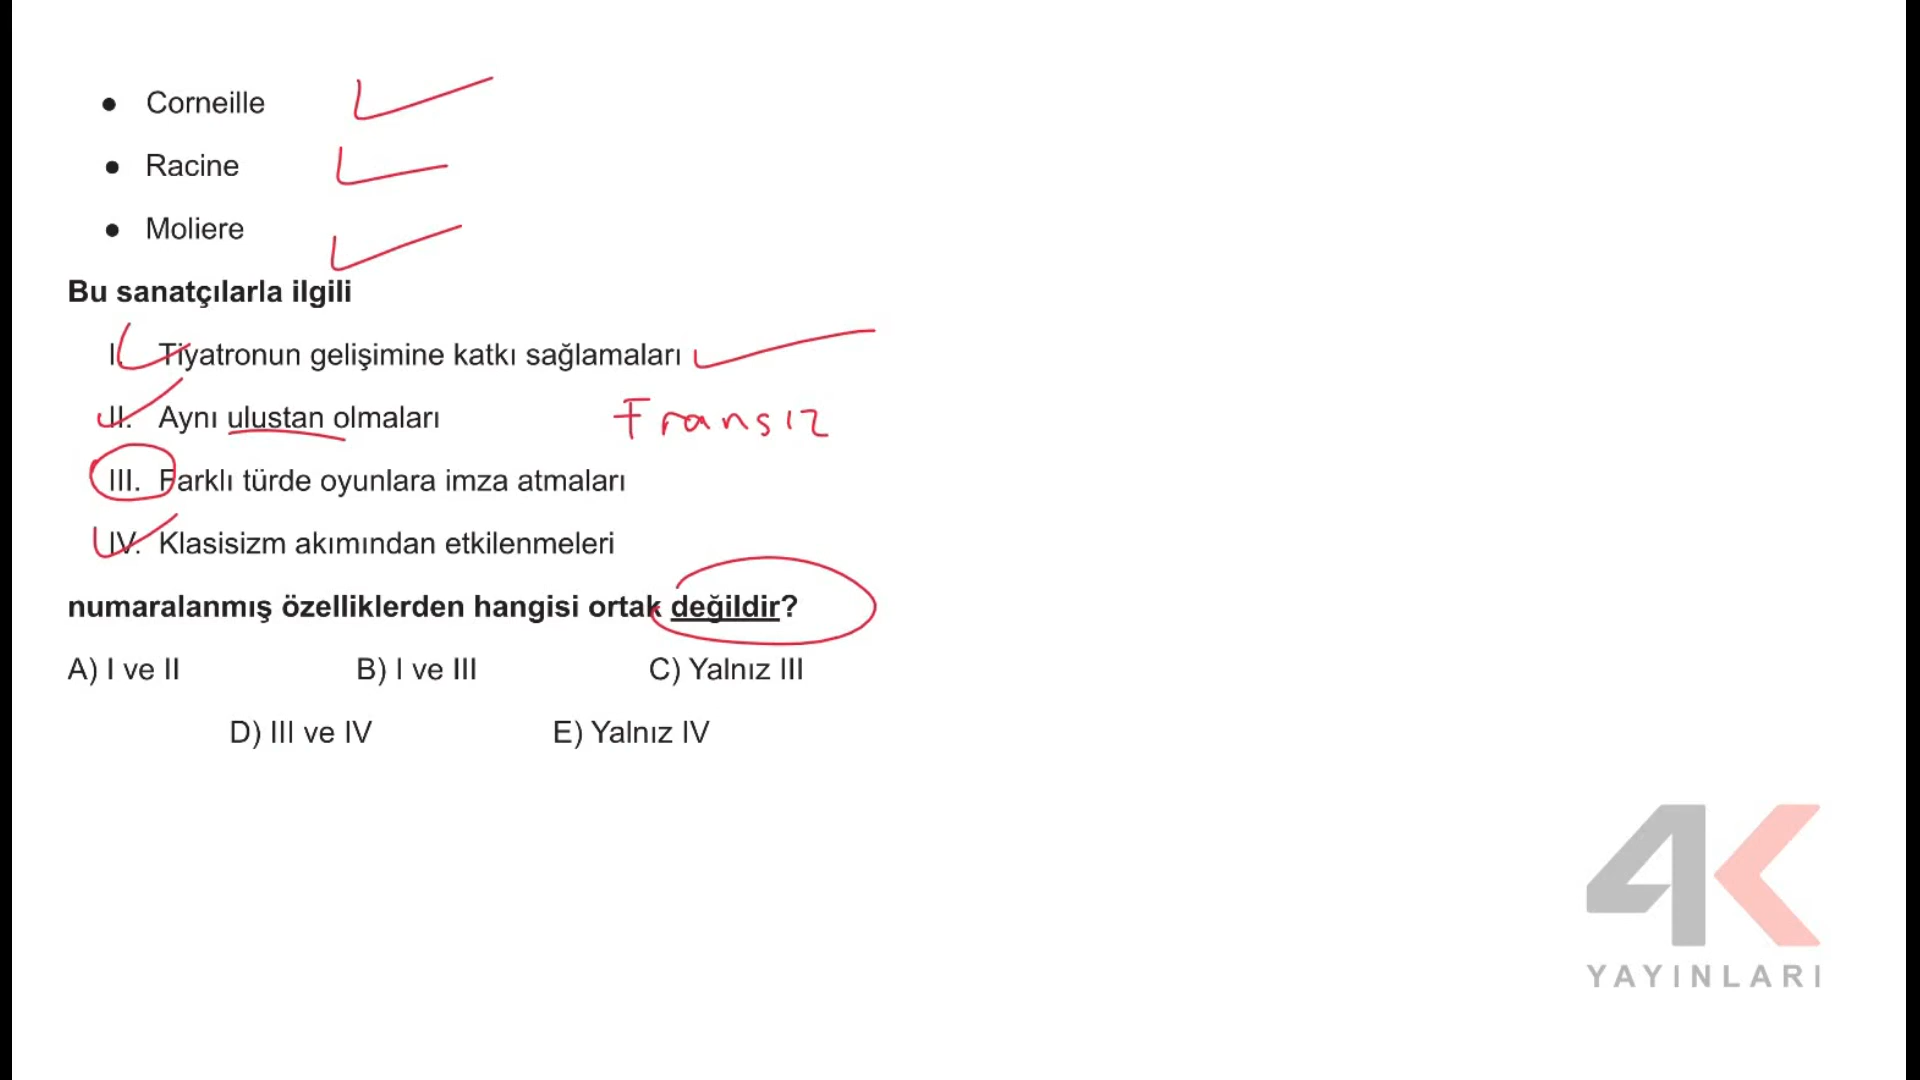 ● Corneille
● Racine
● Moliere
Bu sanatçılarla ilgili
I. Tiyatronun gelişimine katkı sağlamaları
II. Aynı ulustan olmaları Fransız
III. Farklı türde oyunlara imza atmaları
IV. Klasisizm akımından etkilenmeleri
numaralanmış özelliklerden hangisi ortak değildir?
A) I ve II B) I ve III C) Yalnız III
D) III ve IV E) Yalnız IV
4K
YAYINLARI